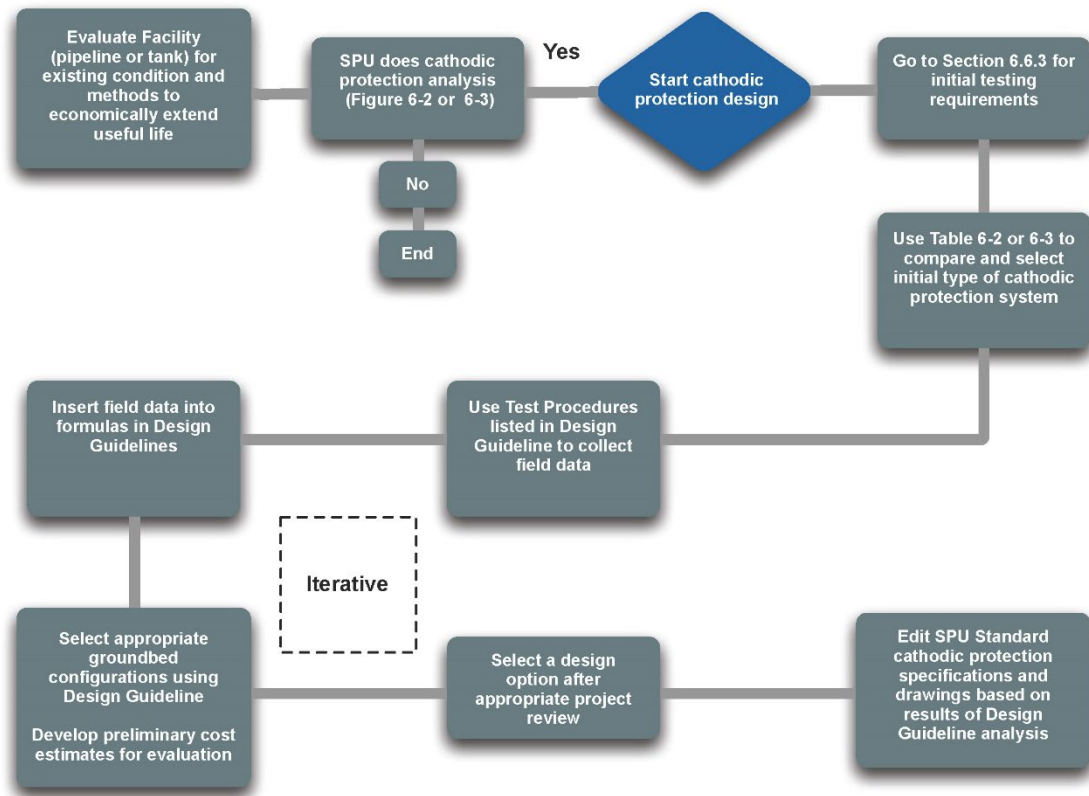 Evaluate Facility
(pipeline or tank) for
existing condition and
methods to
economically extend
useful life
SPU does cathodic
protection analysis
(Figure 6-2 or 6-3)
No
End
Yes
Start cathodic
protection design
Go to Section 6.6.3 for
initial testing
requirements
Use Table 6-2 or 6-3 to
compare and select
initial type of cathodic
protection system
Use Test Procedures
listed in Design
Guideline to collect
field data
Insert field data into
formulas in Design
Guidelines
Iterative
Select appropriate
groundbed
configurations using
Design Guideline
Develop preliminary cost
estimates for evaluation
Select a design
option after
appropriate project
review
Edit SPU Standard
cathodic protection
specifications and
drawings based on
results of Design
Guideline analysis